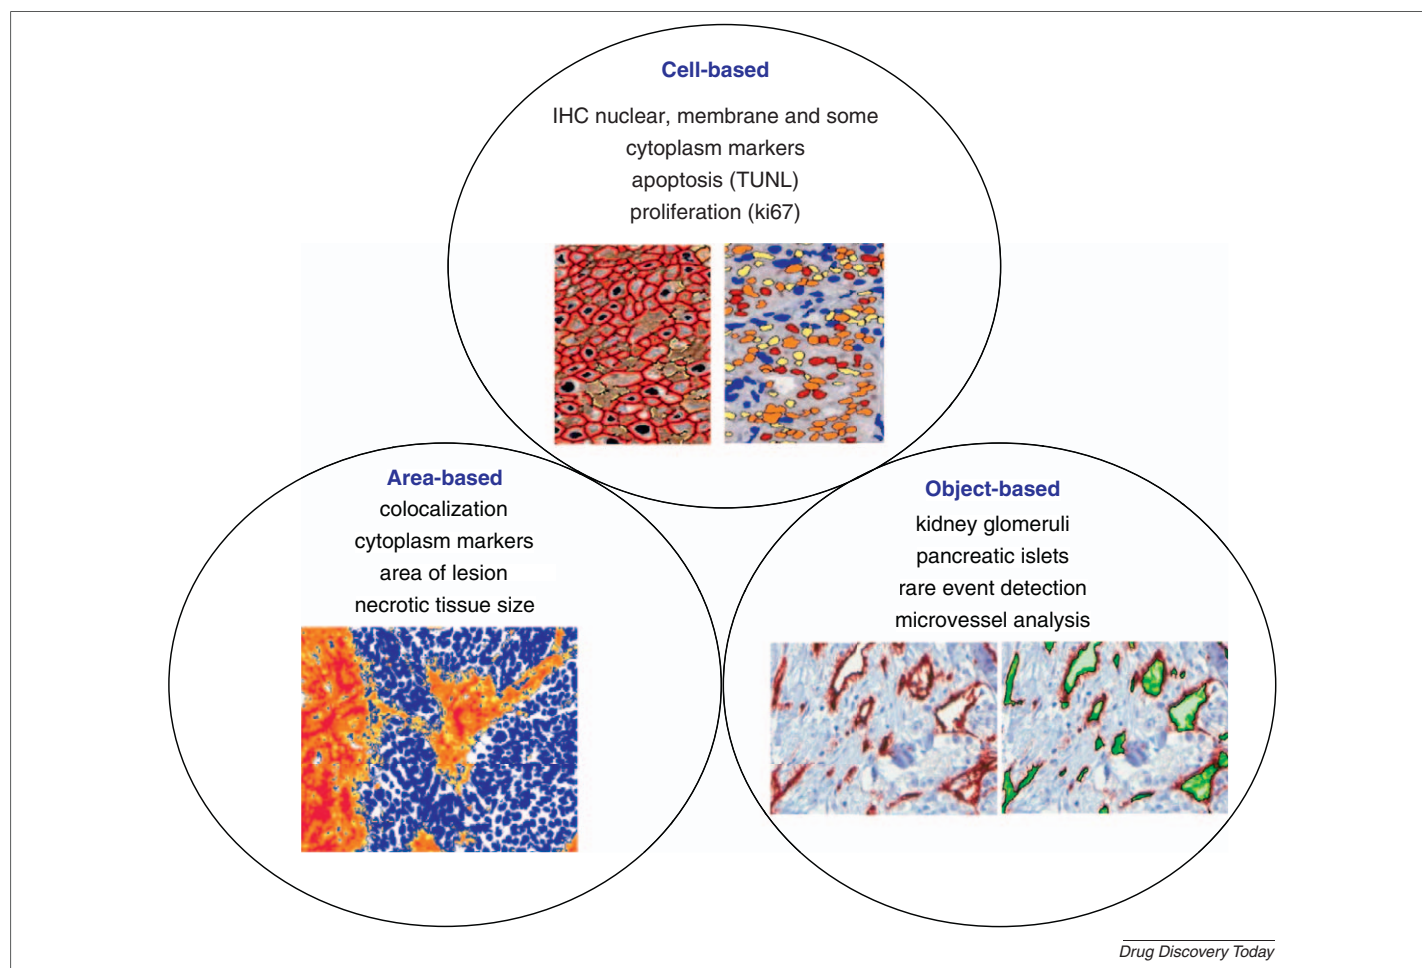 Cell-based
IHC nuclear, membrane and some
cytoplasm markers
apoptosis (TUNL)
proliferation (ki67)
Area-based
colocalization
cytoplasm markers
area of lesion
necrotic tissue size
Object-based
kidney glomeruli
pancreatic islets
rare event detection
microvessel analysis
Drug Discovery Today